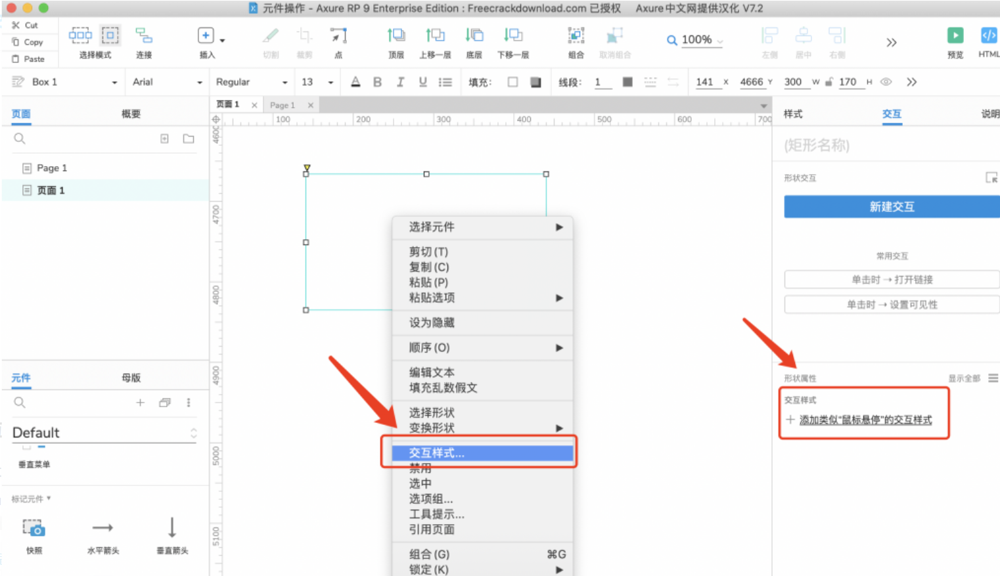 元件操作 - Axure RP 9 Enterprise Edition : Freecrackdownload.com 已授权 Axure中文网提供汉化 V7.2
Cut
Copy
Paste
选择模式
连接
插入
切割
裁剪
点
顶层
上移一层
底层
下移一层
组合
取消组合
100%
左侧
居中
右侧
预览
HTML
Box 1
Arial
Regular
13
填充:
线段:
1
141 X
4666 Y
300 W
170 H
页面
概要
页面 1
Page 1
样式
交互
说明
100
200
300
400
500
600
700
Page 1
页面 1
4600
4700
4800
4900
5000
5100
(矩形名称)
形状交互
新建交互
常用交互
单击时 → 打开链接
单击时 → 设置可见性
形状属性
显示全部
交互样式
添加类似"鼠标悬停"的交互样式
选择元件
剪切 (T)
复制 (C)
粘贴 (P)
粘贴选项
设为隐藏
顺序 (O)
编辑文本
填充乱数假文
选择形状
变换形状
交互样式...
禁用
选中
选项组...
工具提示...
引用页面
组合 (G) ⌘G
锁定 (K)
元件
母版
Default
垂直菜单
标记元件
快照
水平箭头
垂直箭头